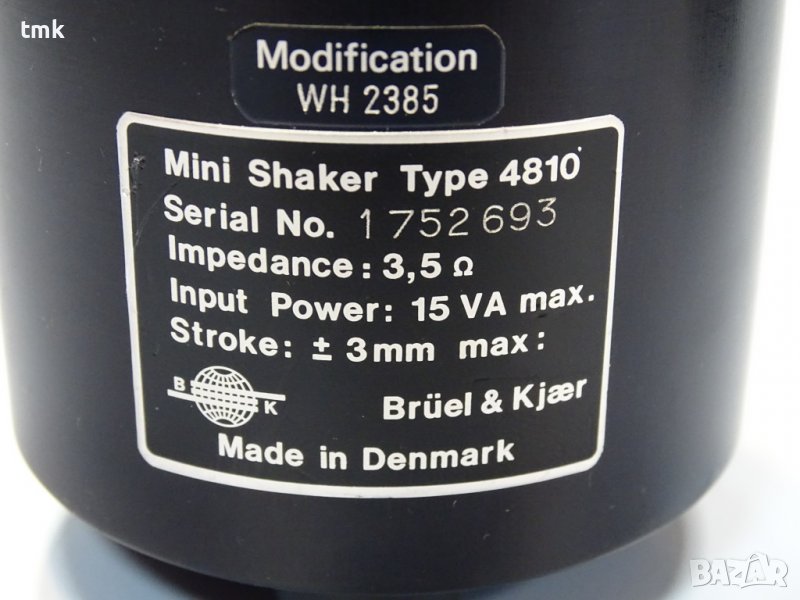 tmk
Modification
WH 2385
Mini Shaker Type 4810
Serial No. 1752693
Impedance: 3,5 Ω
Input Power: 15 VA max.
Stroke: ± 3mm max:
B K
Brüel & Kjær
Made in Denmark
BAZAR